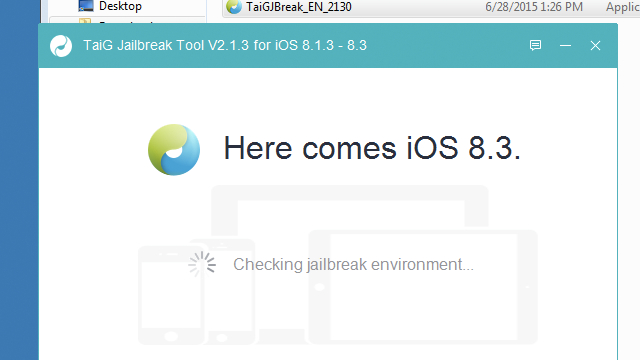 Desktop
TaiGJBreak_EN_2130 6/28/2015 1:26 PM Applic
TaiG Jailbreak Tool V2.1.3 for iOS 8.1.3 - 8.3
Here comes iOS 8.3.
Checking jailbreak environment...